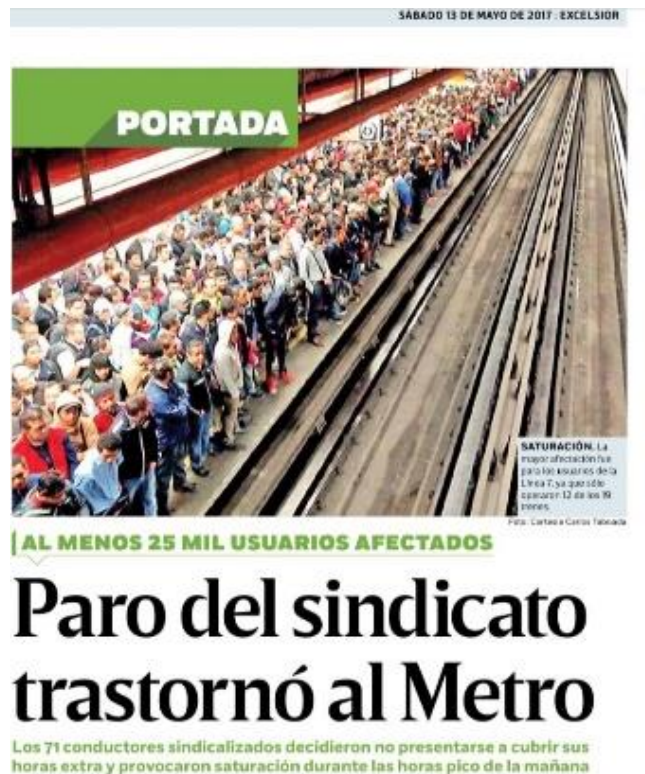 SÁBADO 13 DE MAYO DE 2017 : EXCELSIOR
PORTADA
SATURACIÓN. La
mayor afectación fue
para los usuarios de la
Línea 7, ya que sólo
operaron 12 de los 19
trenes.
Foto: Cortesía Carlos Taboada
AL MENOS 25 MIL USUARIOS AFECTADOS
Paro del sindicato
trastornó al Metro
Los 71 conductores sindicalizados decidieron no presentarse a cubrir sus
horas extra y provocaron saturación durante las horas pico de la mañana